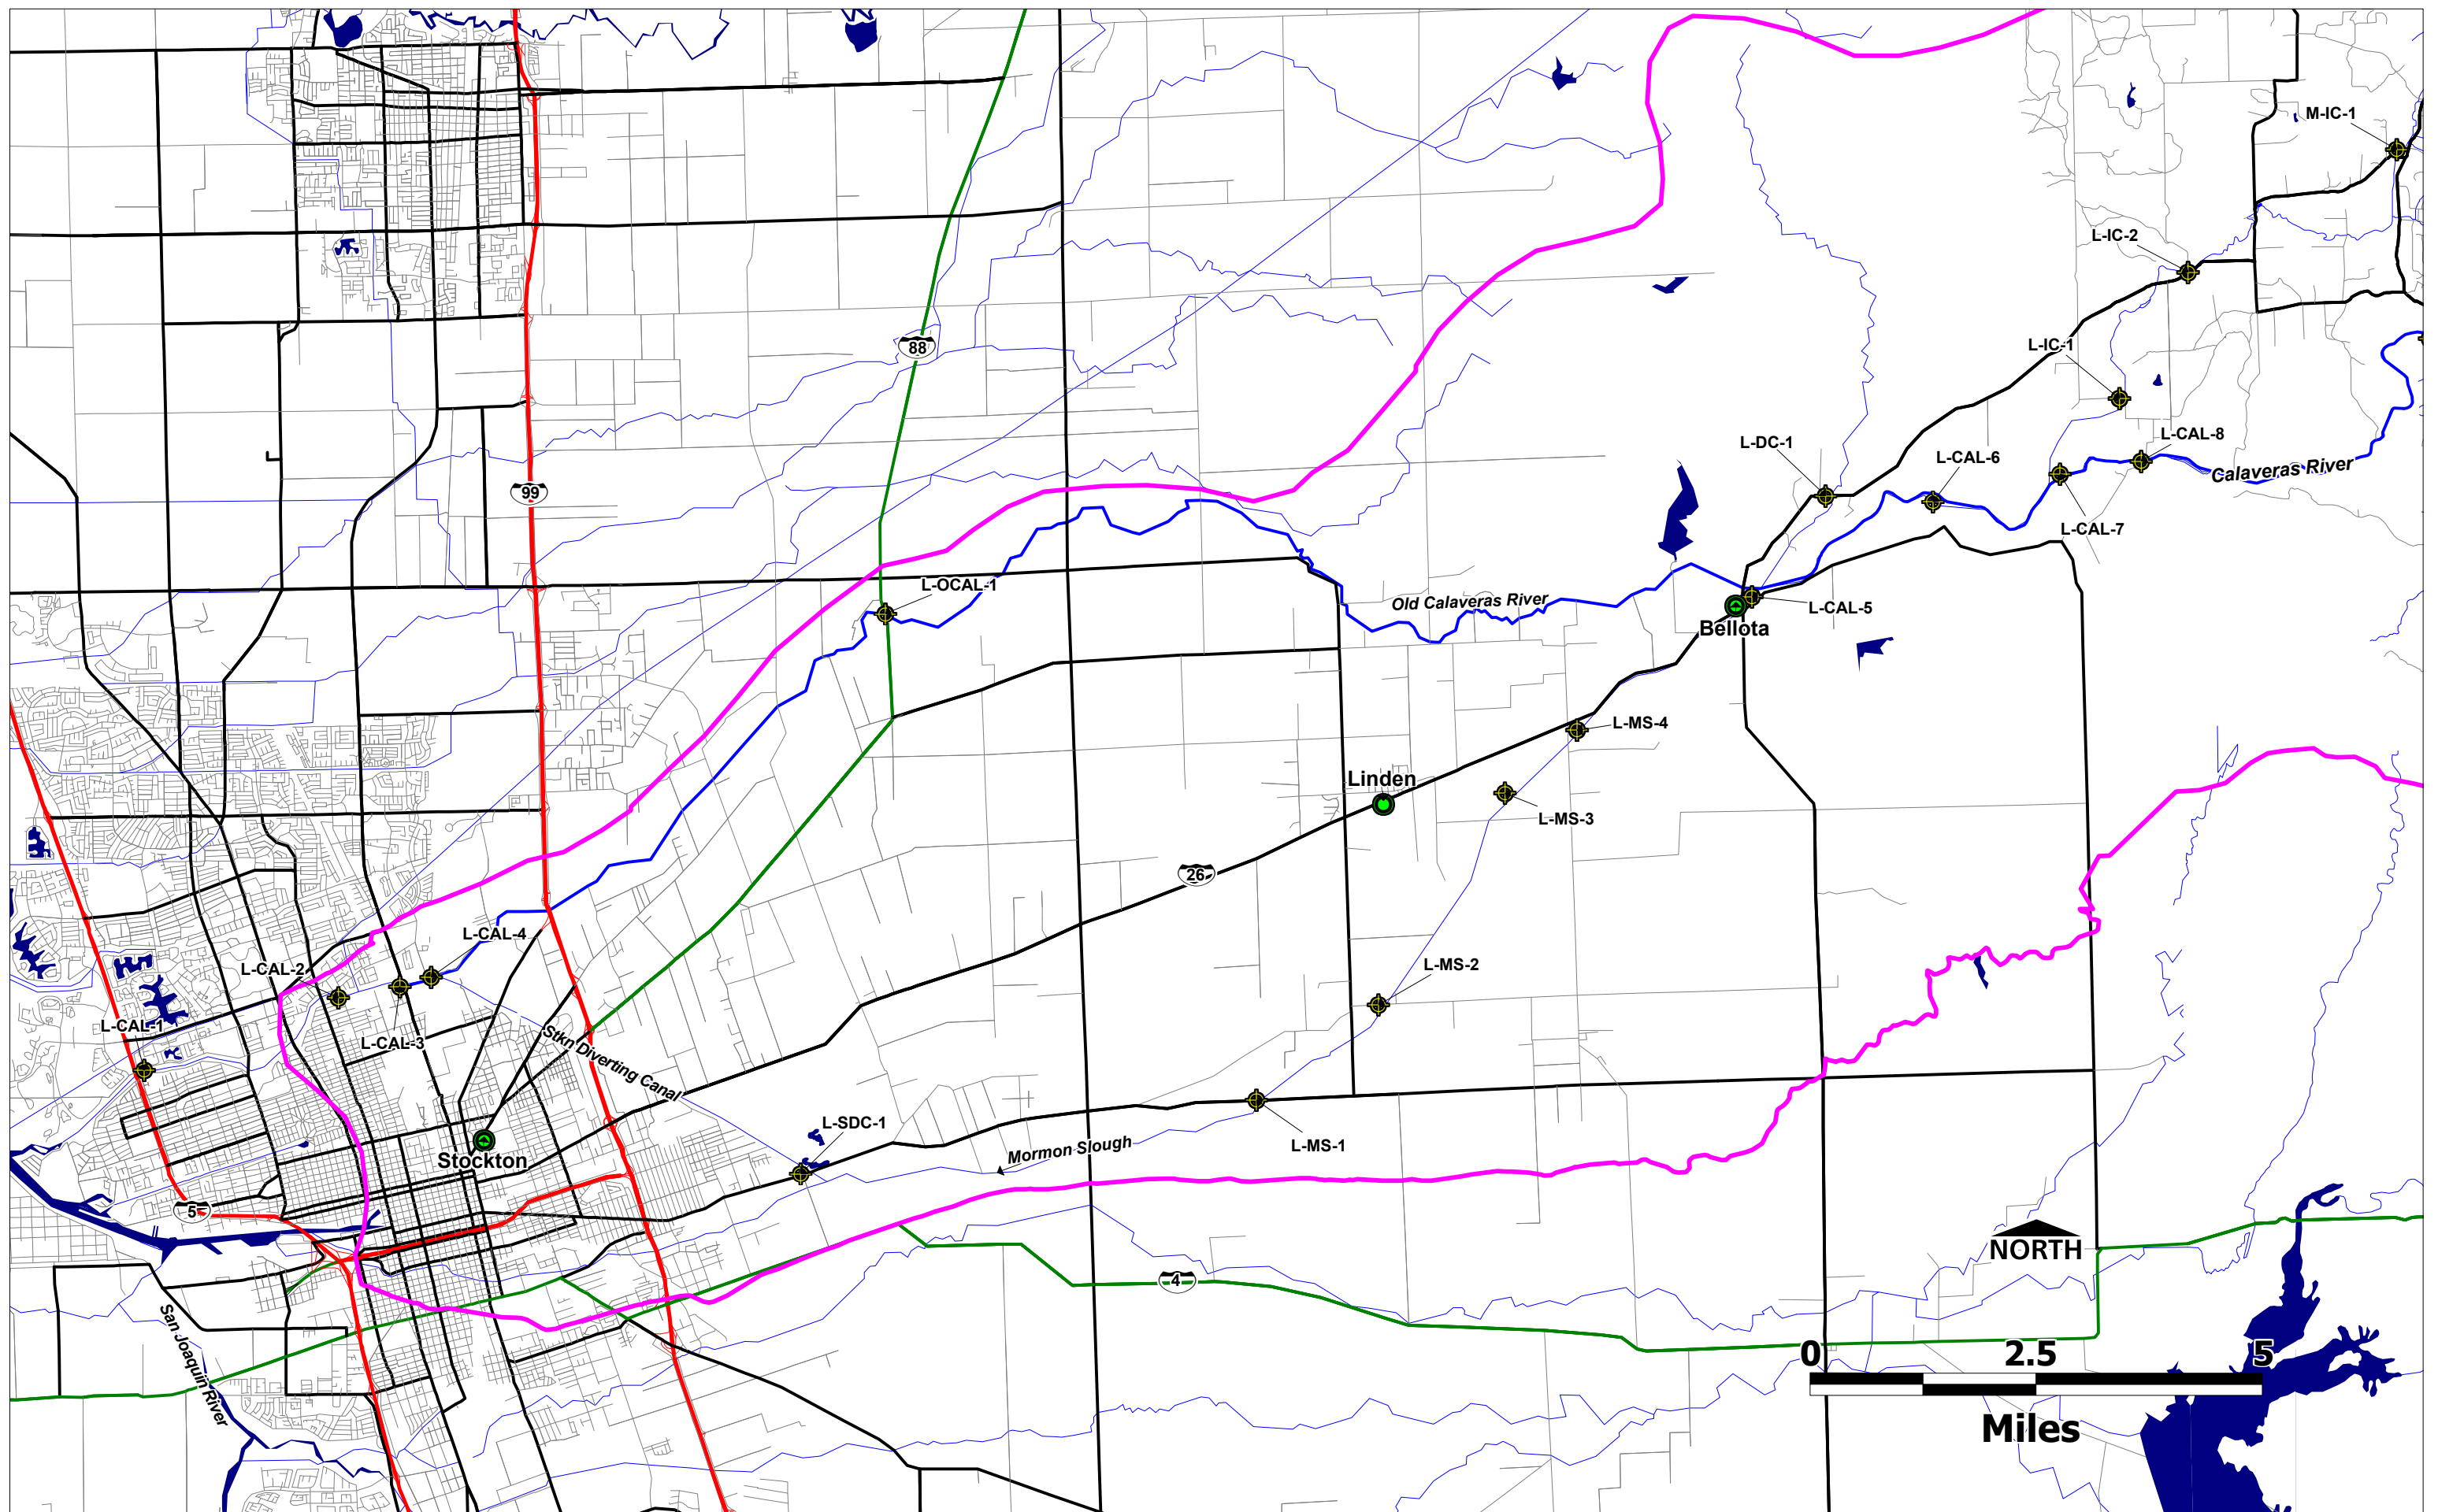 M-IC-1
L-IC-2
88
L-IC-1
L-DC-1
L-CAL-8
L-CAL-6
Calaveras River
99
L-CAL-7
L-OCAL-1
Old Calaveras River
L-CAL-5
Bellota
L-MS-4
Linden
L-MS-3
26
L-CAL-4
L-CAL-2
L-MS-2
L-CAL-1
L-CAL-3
Stkn Diverting Canal
L-SDC-1
Mormon Slough
L-MS-1
Stockton
5
NORTH
4
San Joaquin River
0 2.5 5
Miles